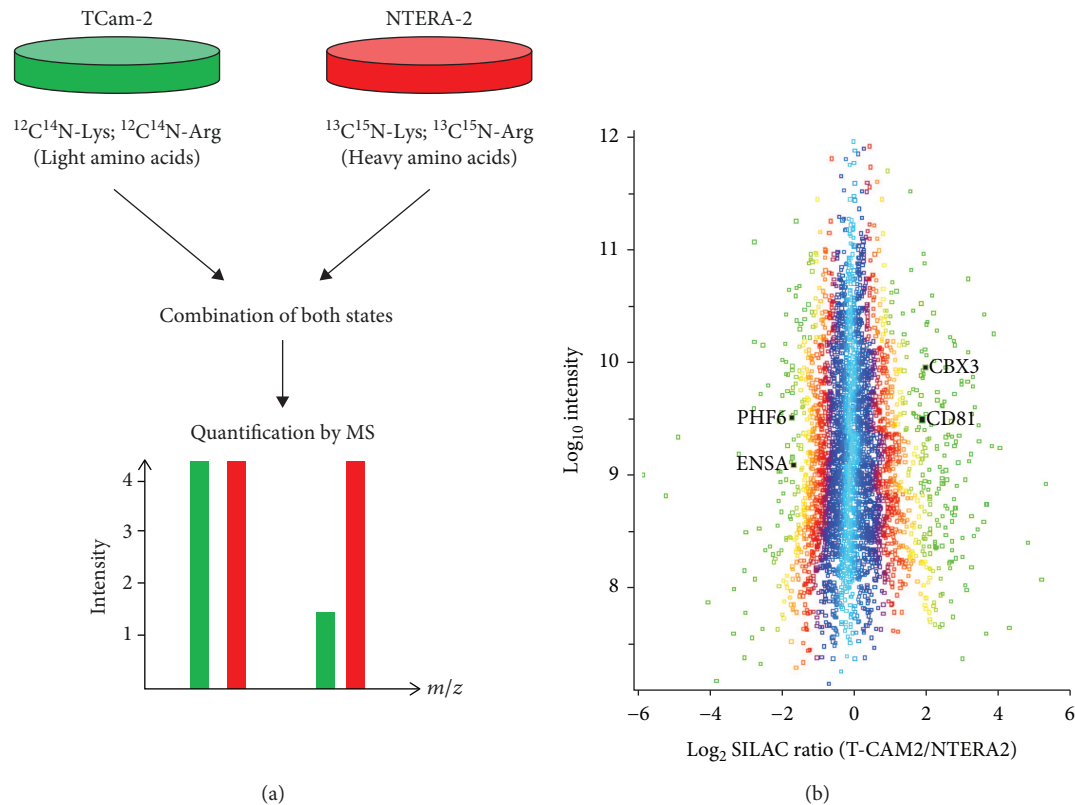 TCam-2
NTERA-2
¹²C¹⁴N-Lys; ¹²C¹⁴N-Arg
(Light amino acids)
¹³C¹⁵N-Lys; ¹³C¹⁵N-Arg
(Heavy amino acids)
Combination of both states
Quantification by MS
4
3
2
1
Intensity
m/z
(a)
12
11
10
9
8
Log₁₀ intensity
CBX3
PHF6
CD81
ENSA
−6
−4
−2
0
2
4
6
Log₂ SILAC ratio (T-CAM2/NTERA2)
(b)